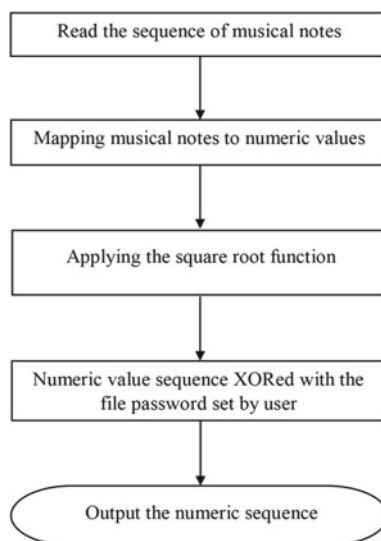 Read the sequence of musical notes
Mapping musical notes to numeric values
Applying the square root function
Numeric value sequence XORed with the
file password set by user
Output the numeric sequence